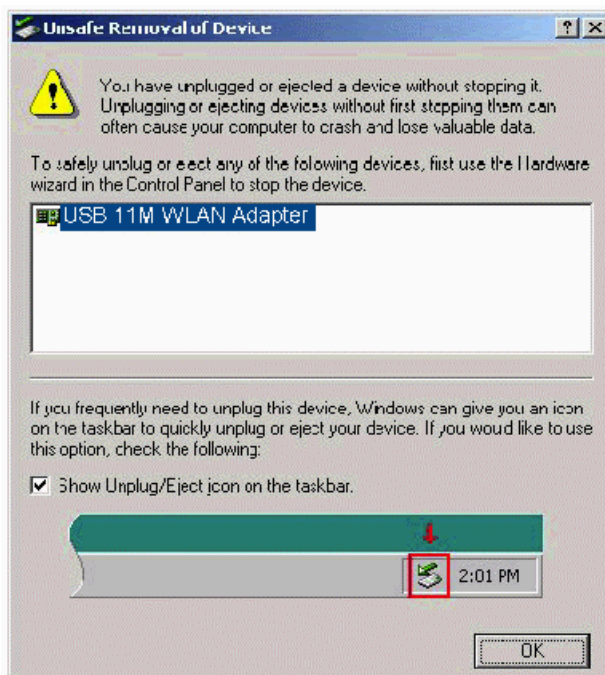 Unsafe Removal of Device
You have unplugged or ejected a device without stopping it.
Unplugging or ejecting devices without first stopping them can
often cause your computer to crash and lose valuable data.
To safely unplug or eject any of the following devices, first use the Hardware
wizard in the Control Panel to stop the device.
USB 11M WLAN Adapter
If you frequently need to unplug this device, Windows can give you an icon
on the taskbar to quickly unplug or eject your device. If you would like to use
this option, check the following:
Show Unplug/Eject icon on the taskbar.
2:01 PM
OK